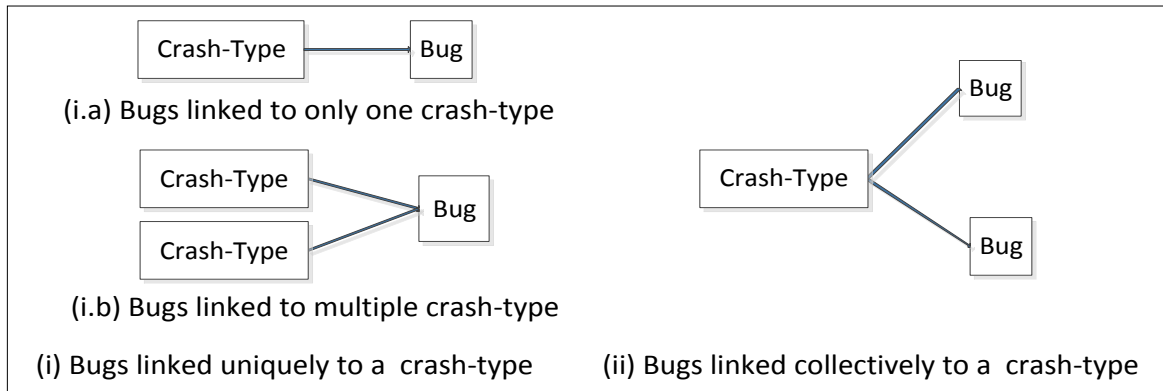 Crash-Type
Bug
(i.a) Bugs linked to only one crash-type
Crash-Type
Crash-Type
Bug
(i.b) Bugs linked to multiple crash-type
(i) Bugs linked uniquely to a crash-type
Crash-Type
Bug
Bug
(ii) Bugs linked collectively to a crash-type